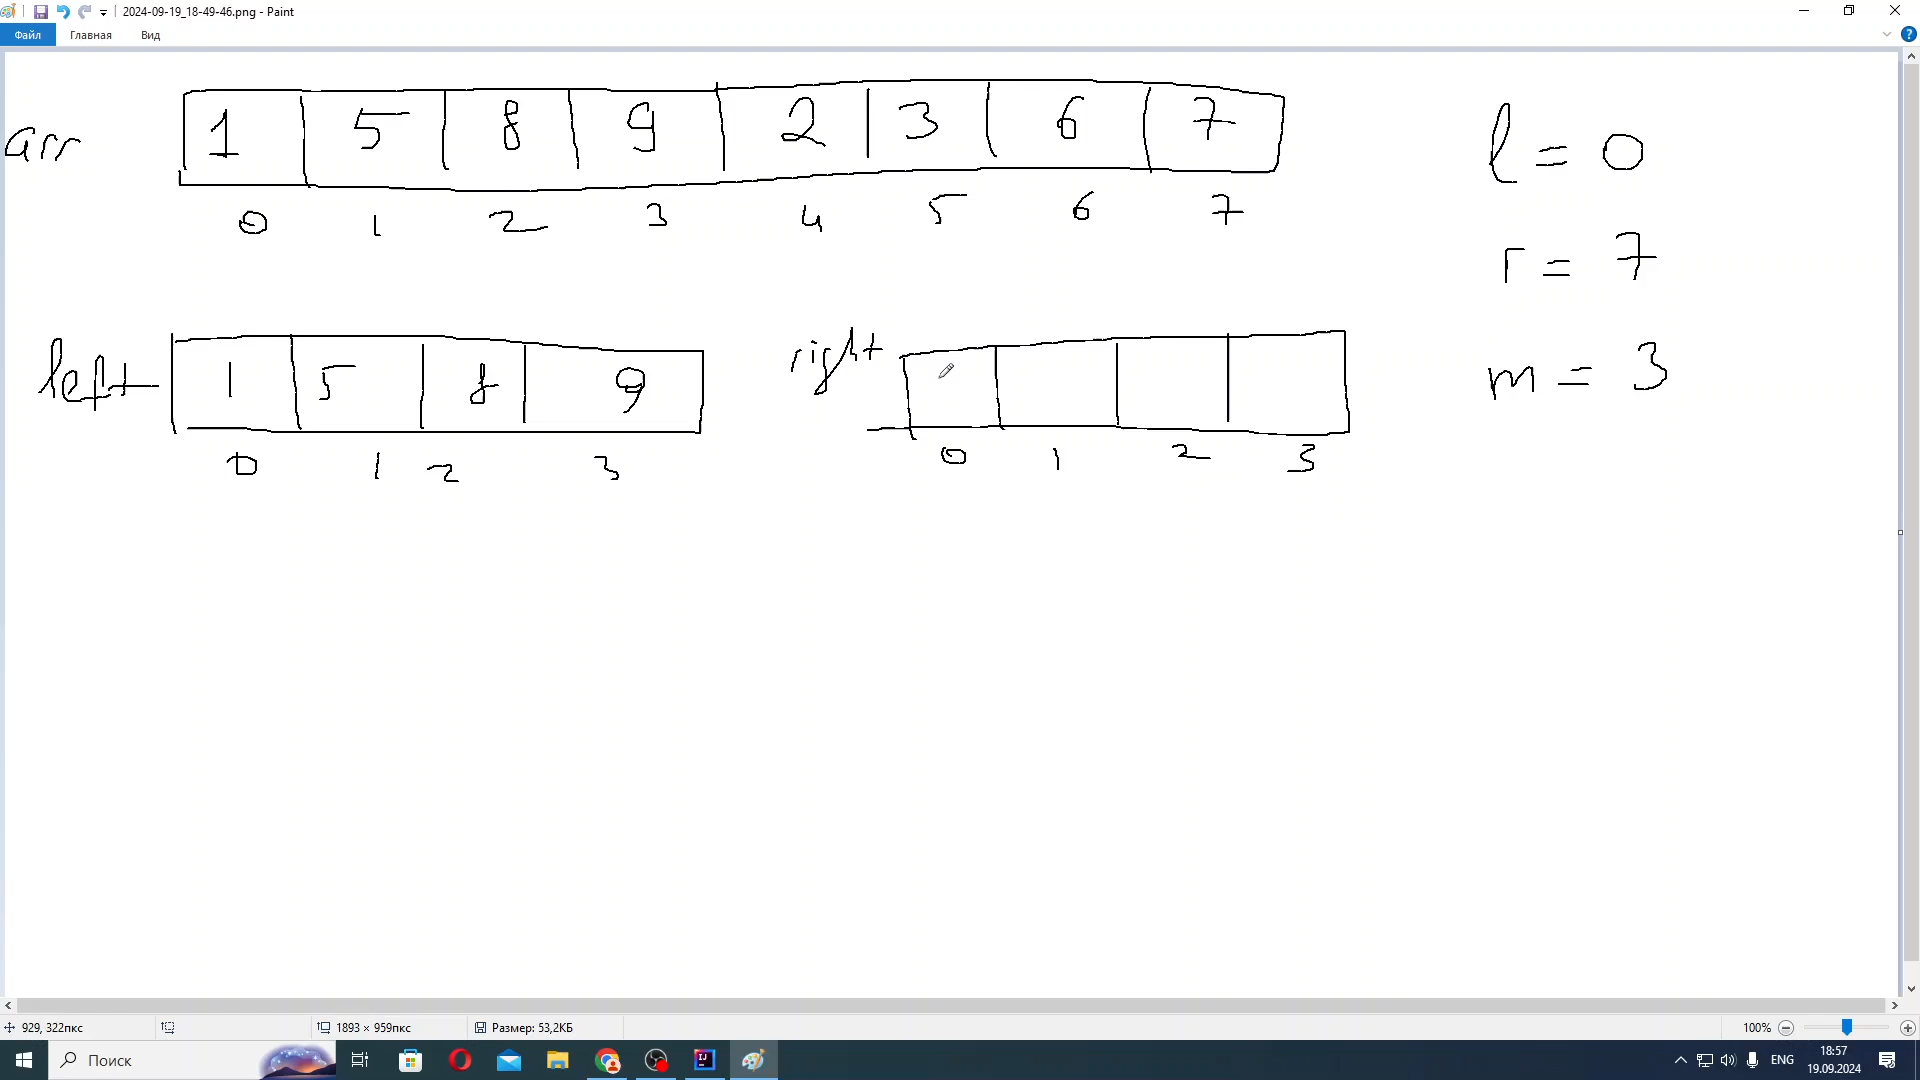 2024-09-19_18-49-46.png - Paint
Файл Главная Вид
arr 1 5 8 9 2 3 6 7
0 1 2 3 4 5 6 7
l = 0
r = 7
left 1 5 8 9
0 1 2 3
right
0 1 2 3
m = 3
929, 322пкс 1893 × 959пкс Размер: 53,2КБ 100%
Поиск ENG 18:57
19.09.2024